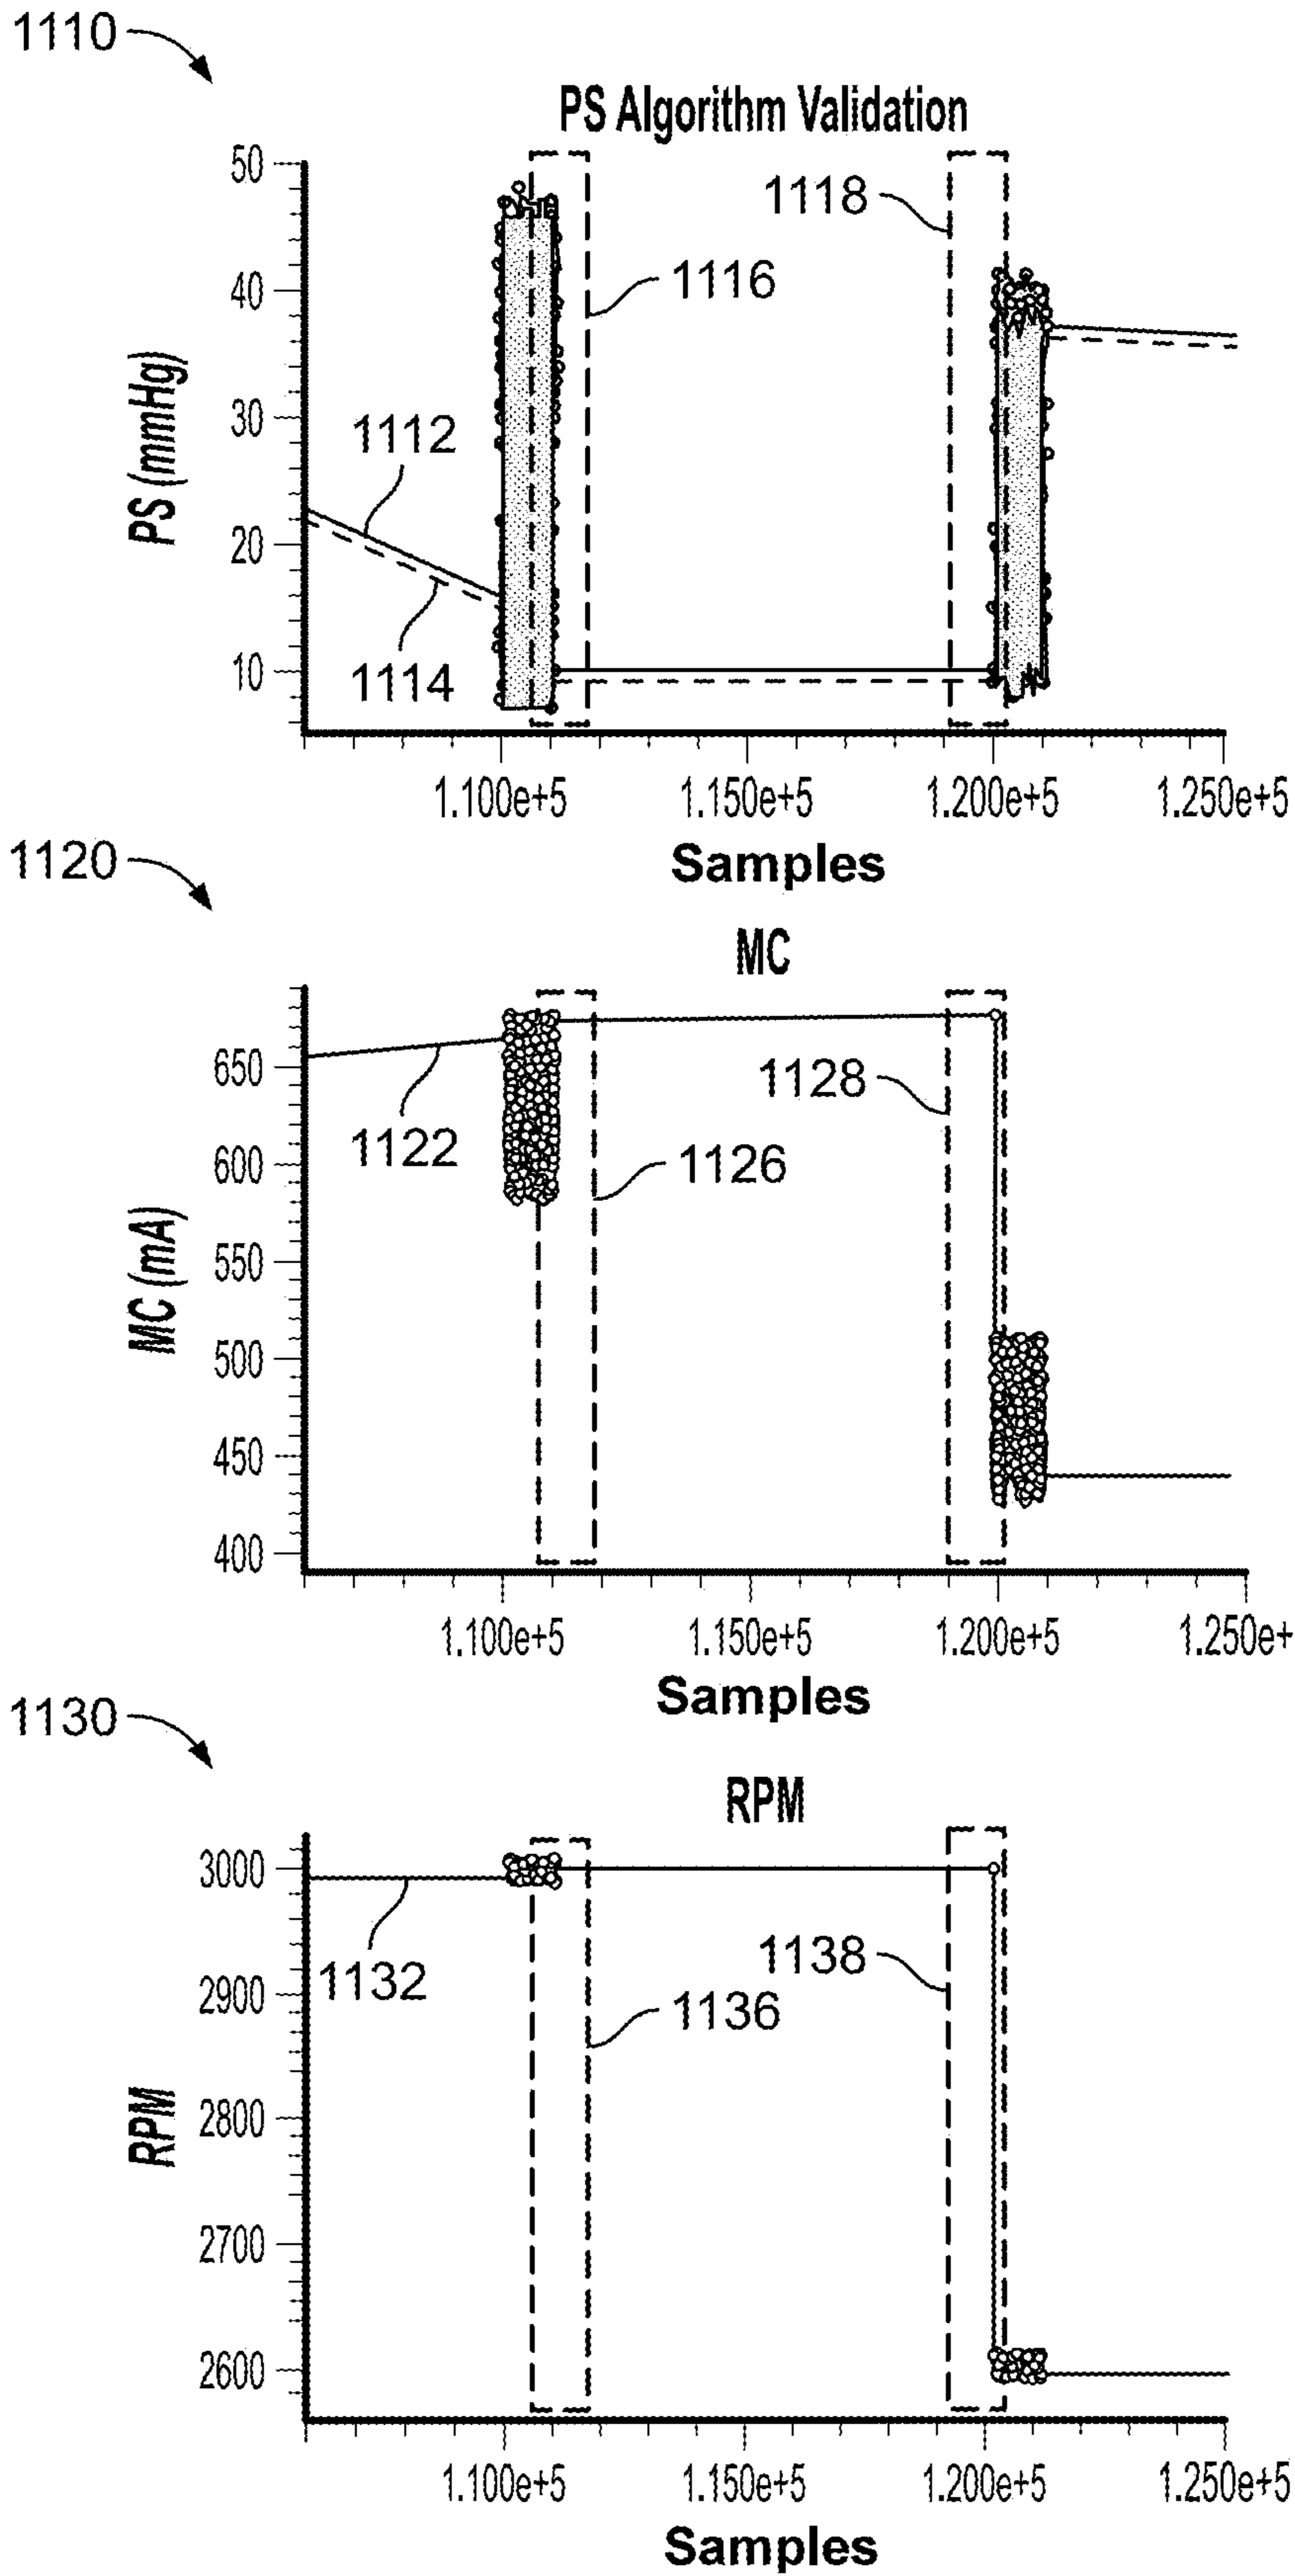 1110
PS Algorithm Validation
50
1118
1116
40
PS (mmHg)
30
1112
20
1114
10
1.100e+5 1.150e+5 1.200e+5 1.250e+5
Samples
1120
MC
650
1128
1122
1126
600
MC (mA)
550
500
450
400
1.100e+5 1.150e+5 1.200e+5 1.250e+
Samples
1130
RPM
3000
1138
1132
2900
1136
RPM
2800
2700
2600
1.100e+5 1.150e+5 1.200e+5 1.250e+5
Samples